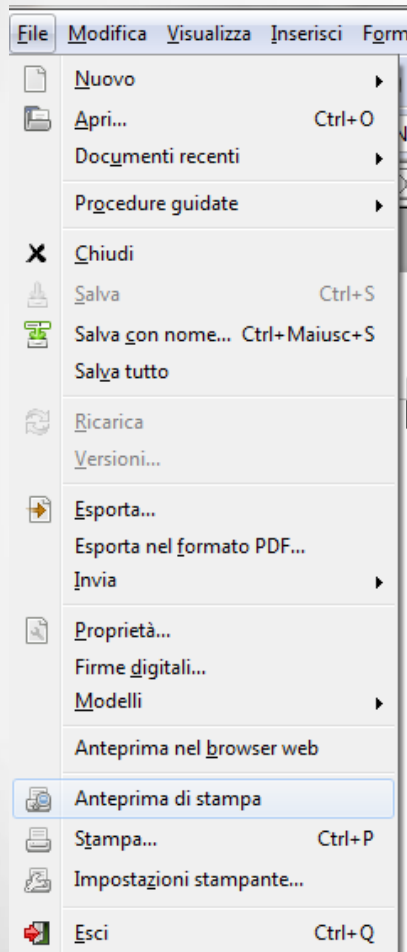 File Modifica Visualizza Inserisci Form
Nuovo
Apri... Ctrl+O
Documenti recenti
Procedure guidate
Chiudi
Salva Ctrl+S
Salva con nome... Ctrl+Maiusc+S
Salva tutto
Ricarica
Versioni...
Esporta...
Esporta nel formato PDF...
Invia
Proprietà...
Firme digitali...
Modelli
Anteprima nel browser web
Anteprima di stampa
Stampa... Ctrl+P
Impostazioni stampante...
Esci Ctrl+Q